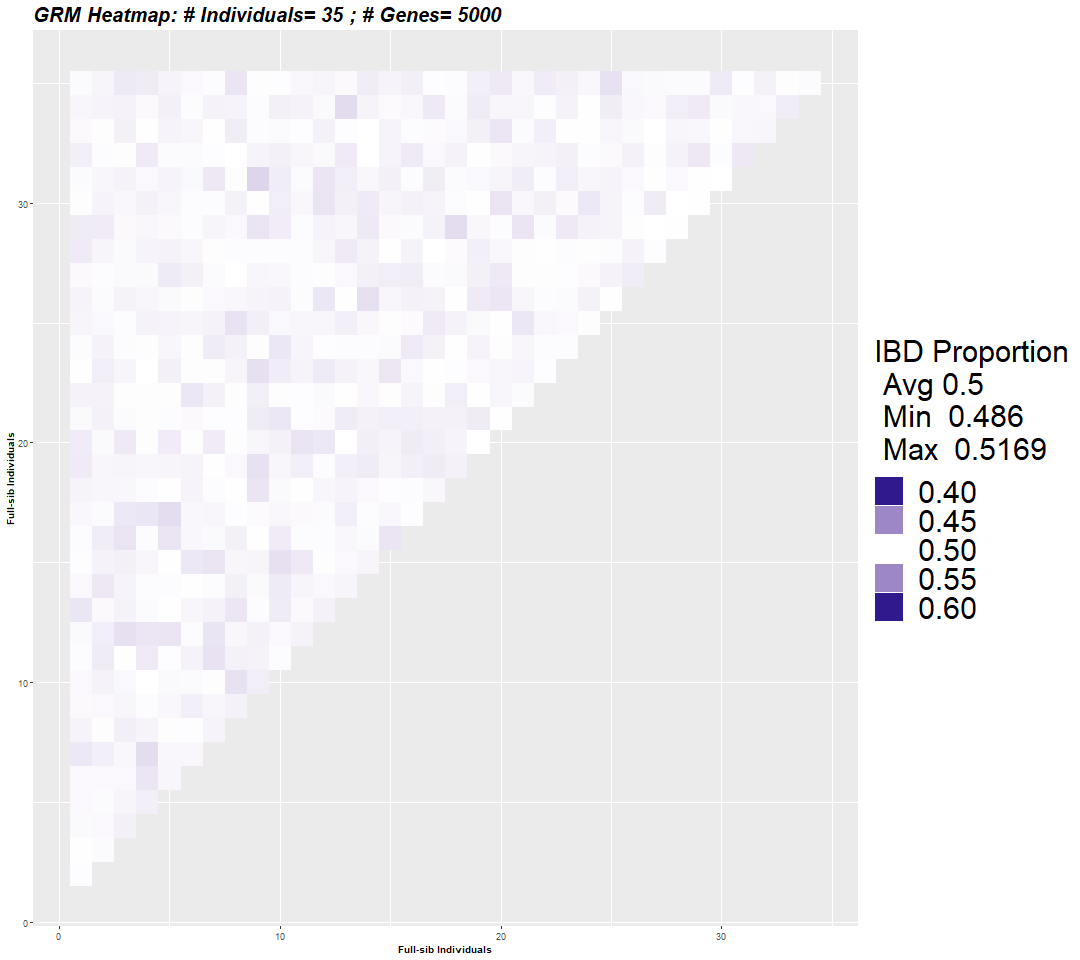 GRM Heatmap: # Individuals= 35 ; # Genes= 5000
30
20
10
0
Full-sib Individuals
0 10 20 30
Full-sib Individuals
IBD Proportion
Avg 0.5
Min 0.486
Max 0.5169
0.40
0.45
0.50
0.55
0.60